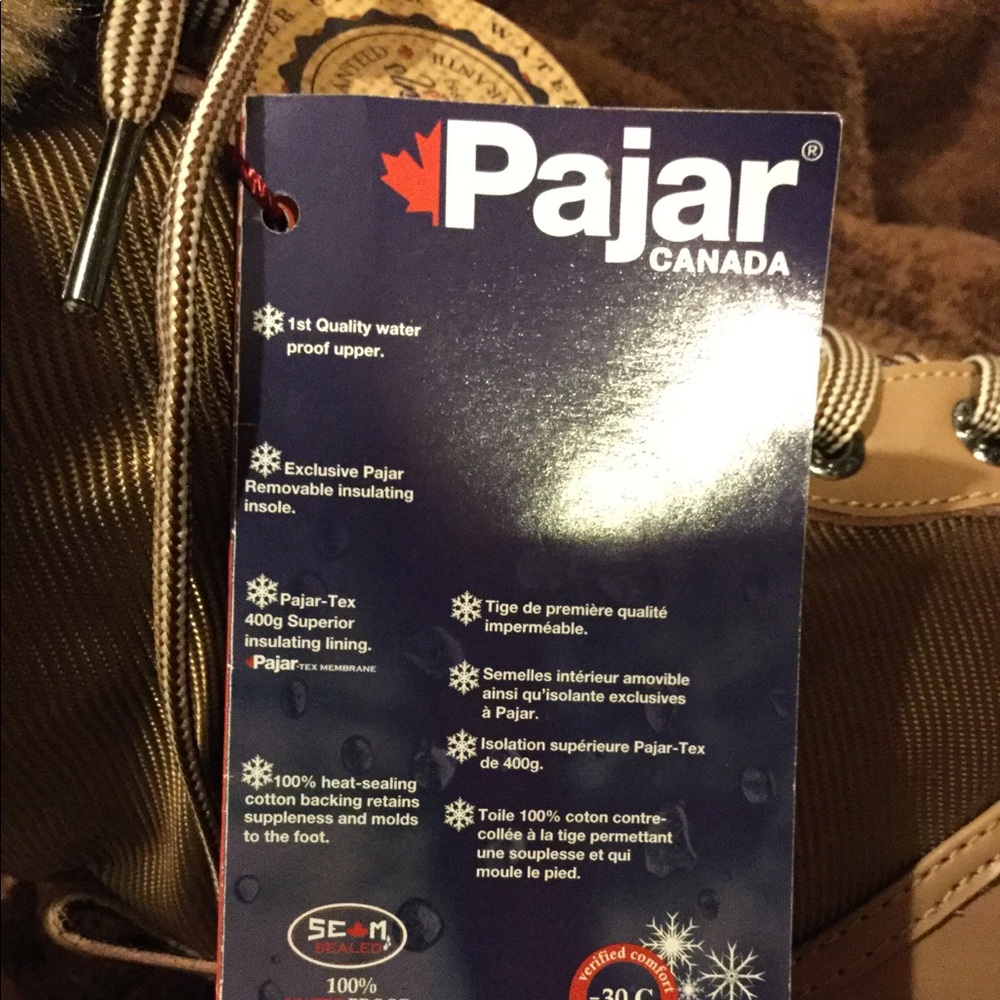 WATER
Pajar®
CANADA
1st Quality water
proof upper.
Exclusive Pajar
Removable insulating
insole.
Pajar-Tex
400g Superior
insulating lining.
Pajar-TEX MEMBRANE
100% heat-sealing
cotton backing retains
suppleness and molds
to the foot.
Tige de première qualité
imperméable.
Semelles intérieur amovible
ainsi qu'isolante exclusives
à Pajar.
Isolation supérieure Pajar-Tex
de 400g.
Toile 100% coton contre-
collée à la tige permettant
une souplesse et qui
moule le pied.
SEAM
SEALED
100%
verified comfort
-30 C